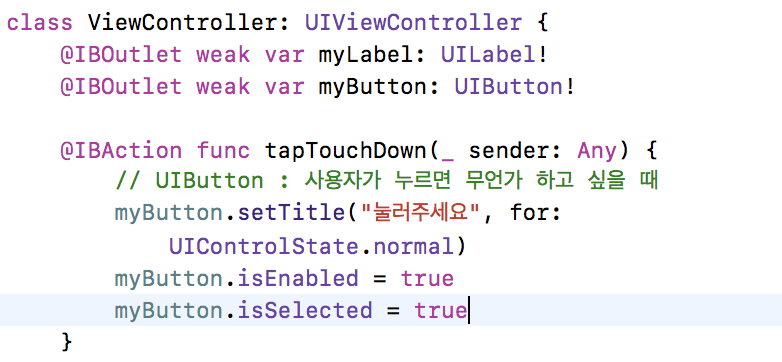 class ViewController: UIViewController {
    @IBOutlet weak var myLabel: UILabel!
    @IBOutlet weak var myButton: UIButton!
    @IBAction func tapTouchDown(_ sender: Any) {
        // UIButton : 사용자가 누르면 무언가 하고 싶을 때
        myButton.setTitle("눌러주세요", for:
            UIControlState.normal)
        myButton.isEnabled = true
        myButton.isSelected = true
    }